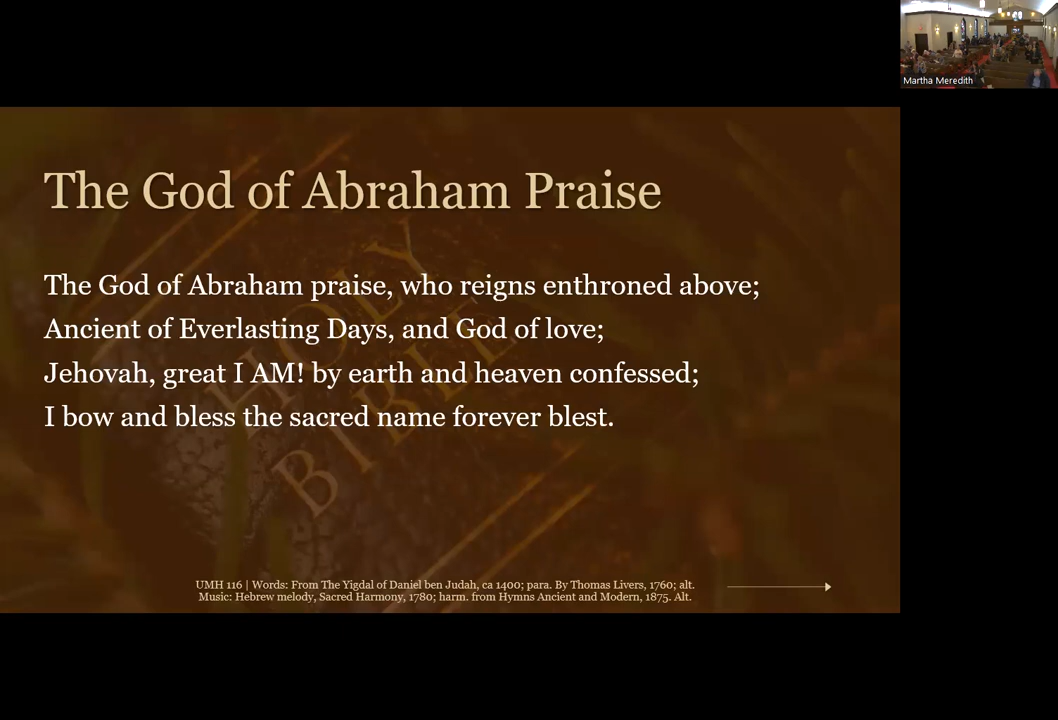 Martha Meredith
The God of Abraham Praise
The God of Abraham praise, who reigns enthroned above;
Ancient of Everlasting Days, and God of love;
Jehovah, great I AM! by earth and heaven confessed;
I bow and bless the sacred name forever blest.
HOLY
BIBLE
UMH 116 | Words: From The Yigdal of Daniel ben Judah, ca 1400; para. By Thomas Livers, 1760; alt.
Music: Hebrew melody, Sacred Harmony, 1780; harm. from Hymns Ancient and Modern, 1875. Alt.